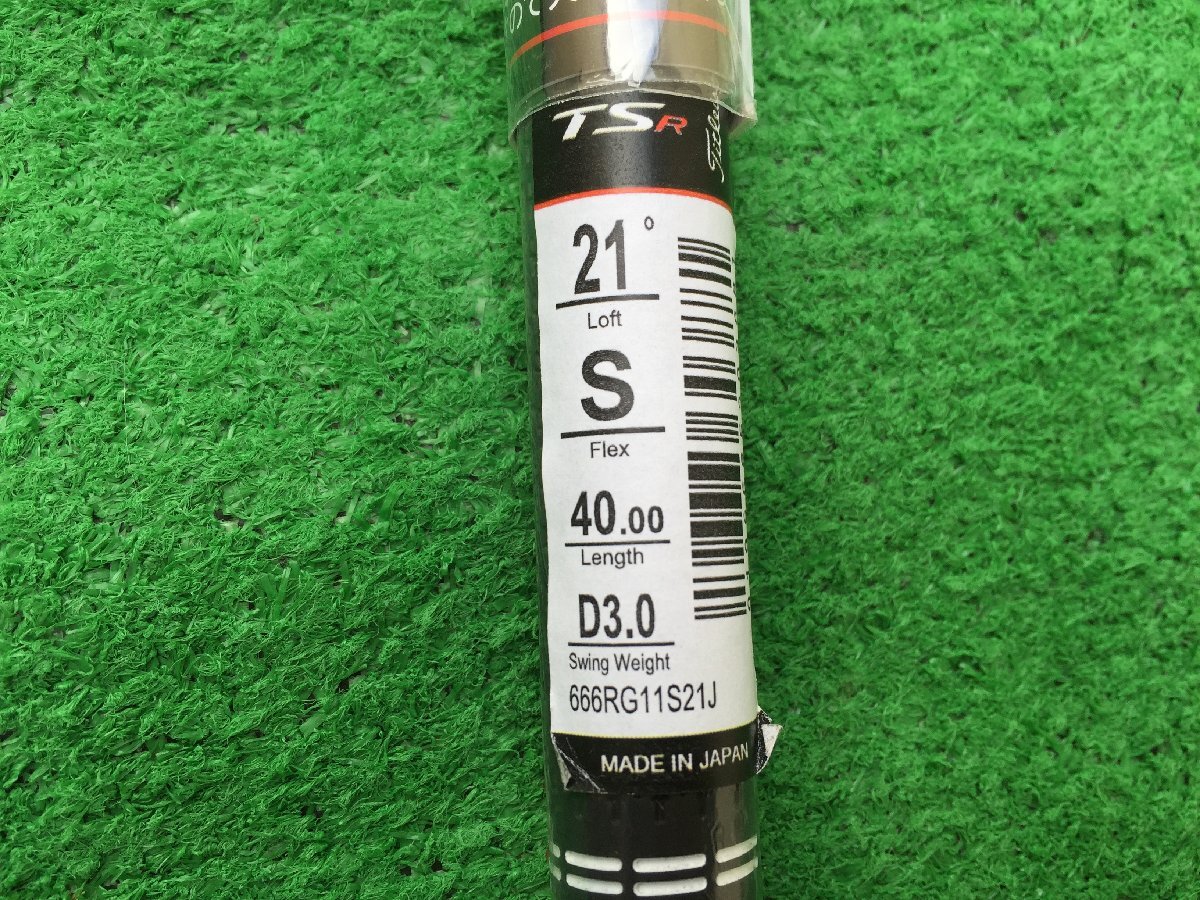 TSR
21°
Loft
S
Flex
40.00
Length
D3.0
Swing Weight
666RG11S21J
MADE IN JAPAN